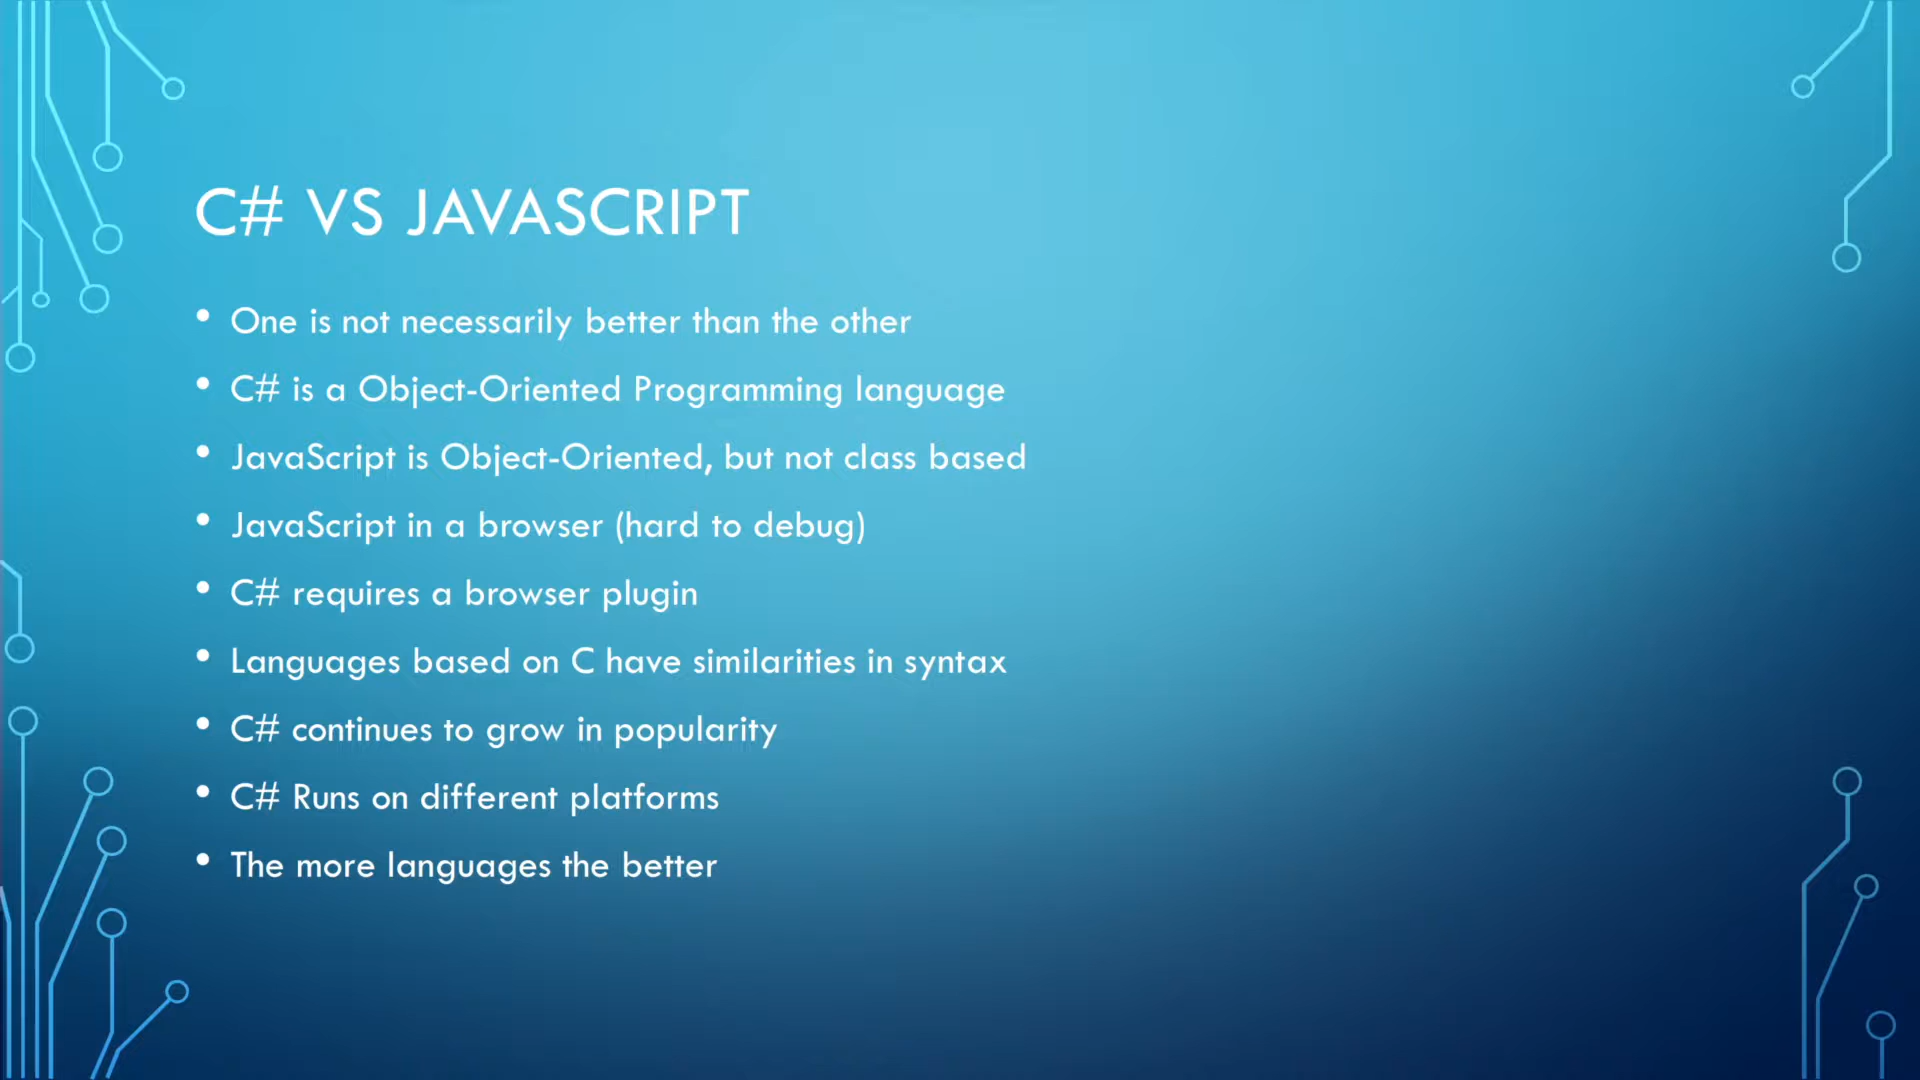 C# VS JAVASCRIPT
• One is not necessarily better than the other
• C# is a Object-Oriented Programming language
• JavaScript is Object-Oriented, but not class based
• JavaScript in a browser (hard to debug)
• C# requires a browser plugin
• Languages based on C have similarities in syntax
• C# continues to grow in popularity
• C# Runs on different platforms
• The more languages the better